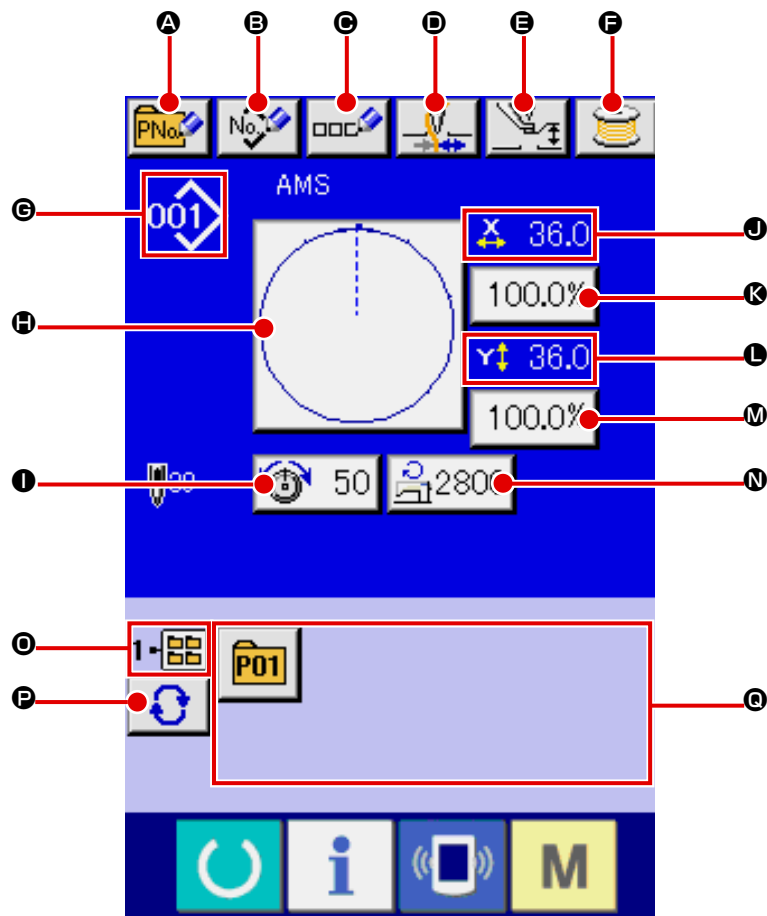 A B C D E F
PNo. No.
G 001 AMS
X 36.0 J
100.0% K
H
Y 36.0 L
100.0% M
I 50 2800 N
O 1
P01
P Q
i M